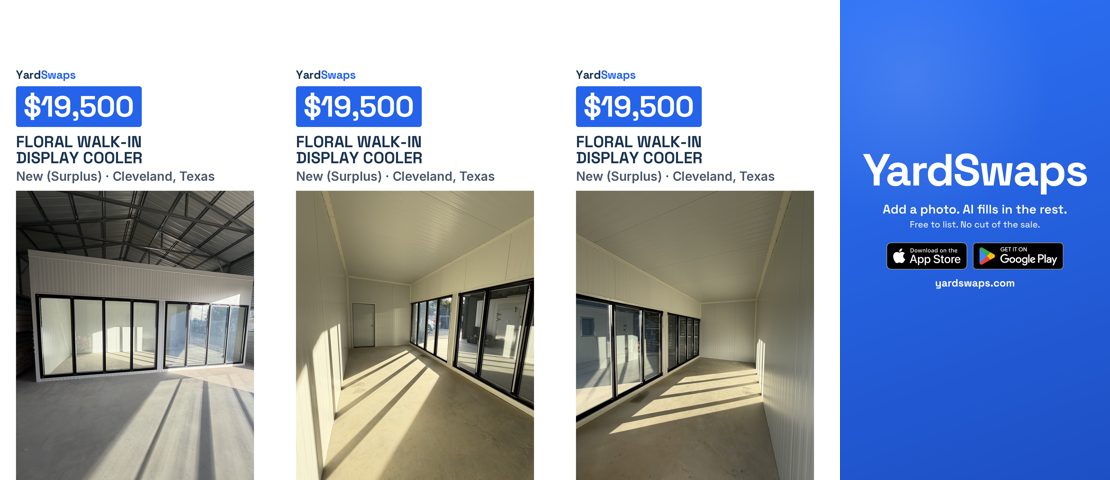 YardSwaps
$19,500
FLORAL WALK-IN
DISPLAY COOLER
New (Surplus) · Cleveland, Texas
YardSwaps
$19,500
FLORAL WALK-IN
DISPLAY COOLER
New (Surplus) · Cleveland, Texas
YardSwaps
$19,500
FLORAL WALK-IN
DISPLAY COOLER
New (Surplus) · Cleveland, Texas
YardSwaps
Add a photo. AI fills in the rest.
Free to list. No cut of the sale.
Download on the
App Store
GET IT ON
Google Play
yardswaps.com